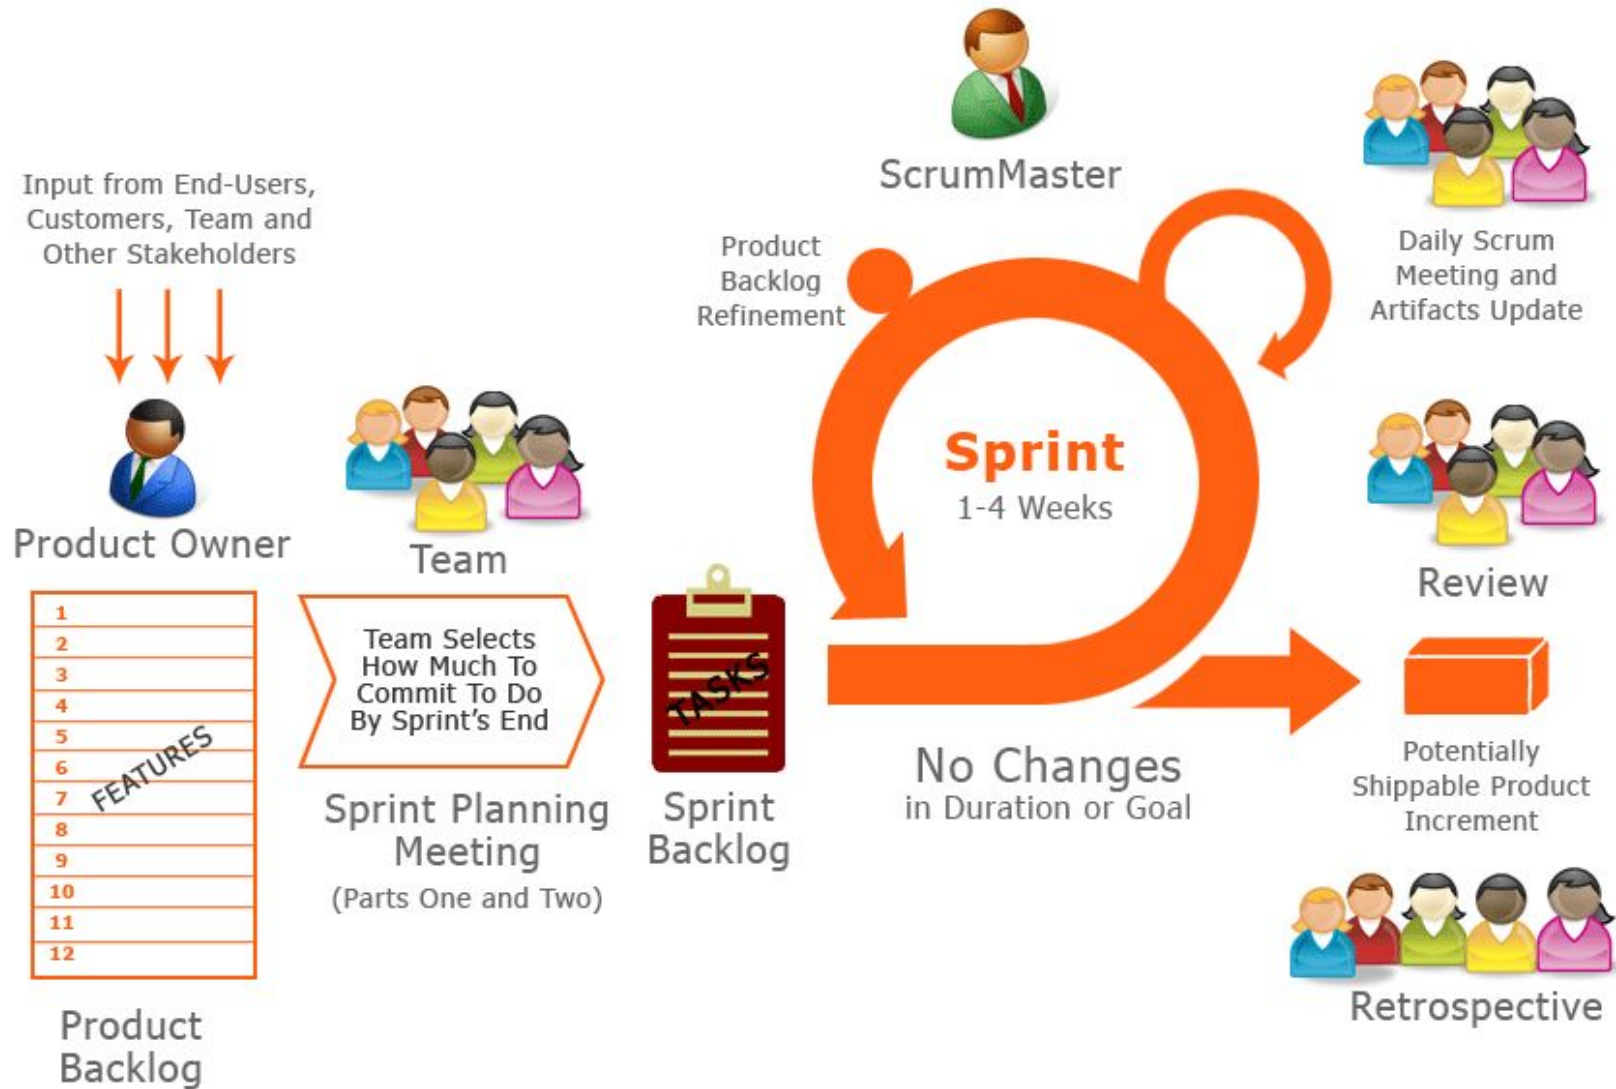 Input from End-Users,
Customers, Team and
Other Stakeholders
Product Owner
1
2
3
4
5
6
7
8
9
10
11
12
FEATURES
Product
Backlog
Team
Team Selects
How Much To
Commit To Do
By Sprint's End
Sprint Planning
Meeting
(Parts One and Two)
TASKS
Sprint
Backlog
ScrumMaster
Product
Backlog
Refinement
Sprint
1-4 Weeks
No Changes
in Duration or Goal
Daily Scrum
Meeting and
Artifacts Update
Review
Potentially
Shippable Product
Increment
Retrospective